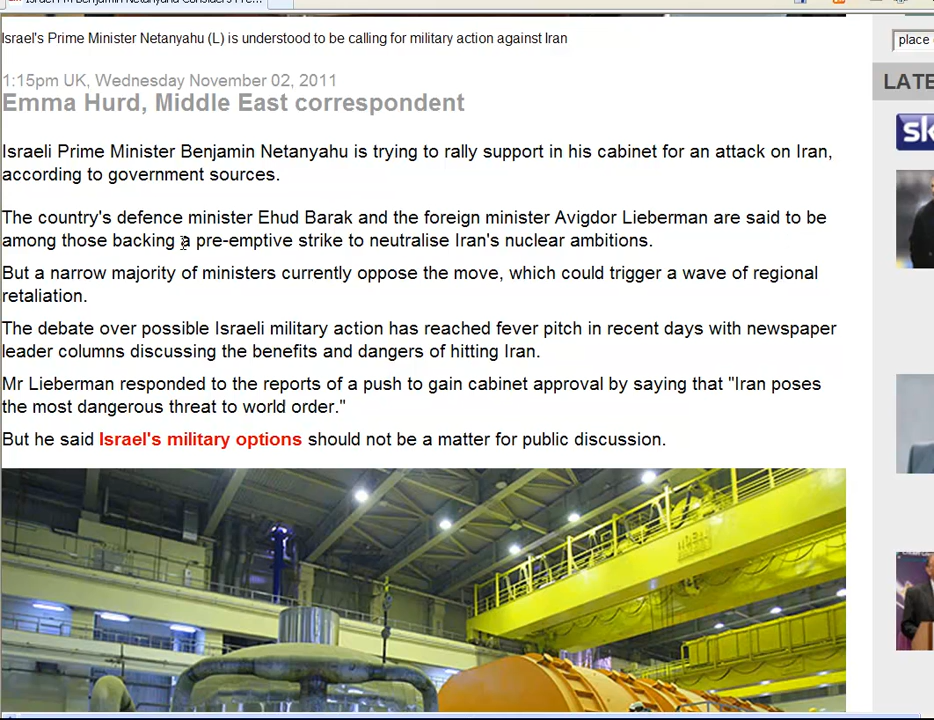 Israel's Prime Minister Netanyahu (L) is understood to be calling for military action against Iran
place
1:15pm UK, Wednesday November 02, 2011
Emma Hurd, Middle East correspondent
LATE
sk
Israeli Prime Minister Benjamin Netanyahu is trying to rally support in his cabinet for an attack on Iran,
according to government sources.
The country's defence minister Ehud Barak and the foreign minister Avigdor Lieberman are said to be
among those backing a pre-emptive strike to neutralise Iran's nuclear ambitions.
But a narrow majority of ministers currently oppose the move, which could trigger a wave of regional
retaliation.
The debate over possible Israeli military action has reached fever pitch in recent days with newspaper
leader columns discussing the benefits and dangers of hitting Iran.
Mr Lieberman responded to the reports of a push to gain cabinet approval by saying that "Iran poses
the most dangerous threat to world order."
But he said Israel's military options should not be a matter for public discussion.